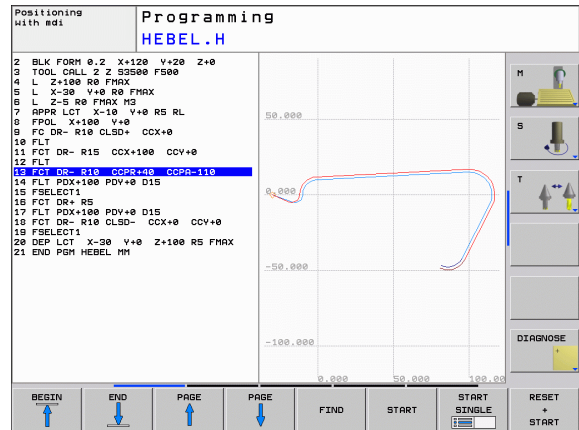 Positioning
with mdi
Programming
HEBEL.H
2 BLK FORM 0.2 X+120 Y+20 Z+0
3 TOOL CALL 2 Z S3500 F500
4 L Z+100 R0 FMAX
5 L X-30 Y+0 R0 FMAX
6 L Z-5 R0 FMAX M3
7 APPR LCT X-10 Y+0 R5 RL
8 FPOL X+100 Y+0
9 FC DR- R10 CLSD+ CCX+0
10 FLT
11 FCT DR- R15 CCX+100 CCY+0
12 FLT
13 FCT DR- R10 CCPR+40 CCPA-110
14 FLT PDX+100 PDY+0 D15
15 FSELECT1
16 FCT DR+ R5
17 FLT PDX+100 PDY+0 D15
18 FCT DR- R10 CLSD- CCX+0 CCY+0
19 FSELECT1
20 DEP LCT X-30 Y+0 Z+100 R5 FMAX
21 END PGM HEBEL MM
50.000
0.000
-50.000
-100.000
0.000 50.000 100.00
M
S
T
DIAGNOSE
BEGIN
END
PAGE
PAGE
FIND
START
START
SINGLE
RESET
+
START